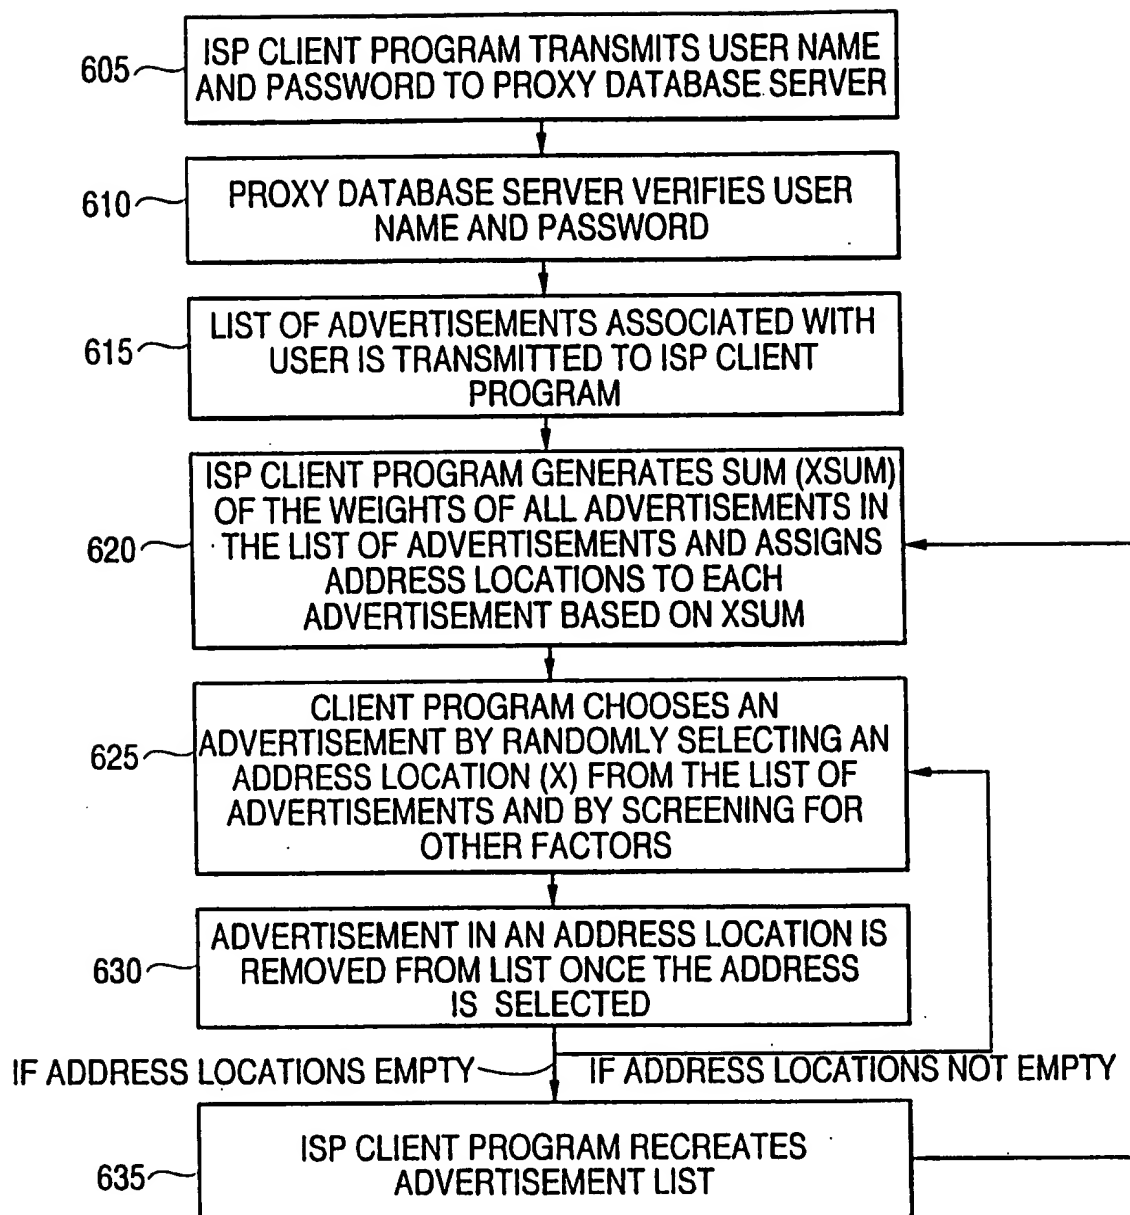 ISP CLIENT PROGRAM TRANSMITS USER NAME
605 AND PASSWORD TO PROXY DATABASE SERVER
PROXY DATABASE SERVER VERIFIES USER
610 NAME AND PASSWORD
LIST OF ADVERTISEMENTS ASSOCIATED WITH
615 USER IS TRANSMITTED TO ISP CLIENT
PROGRAM
ISP CLIENT PROGRAM GENERATES SUM (XSUM)
OF THE WEIGHTS OF ALL ADVERTISEMENTS IN
620 THE LIST OF ADVERTISEMENTS AND ASSIGNS
ADDRESS LOCATIONS TO EACH
ADVERTISEMENT BASED ON XSUM
CLIENT PROGRAM CHOOSES AN
ADVERTISEMENT BY RANDOMLY SELECTING AN
625 ADDRESS LOCATION (X) FROM THE LIST OF
ADVERTISEMENTS AND BY SCREENING FOR
OTHER FACTORS
ADVERTISEMENT IN AN ADDRESS LOCATION IS
630 REMOVED FROM LIST ONCE THE ADDRESS
IS SELECTED
IF ADDRESS LOCATIONS EMPTY IF ADDRESS LOCATIONS NOT EMPTY
ISP CLIENT PROGRAM RECREATES
635 ADVERTISEMENT LIST